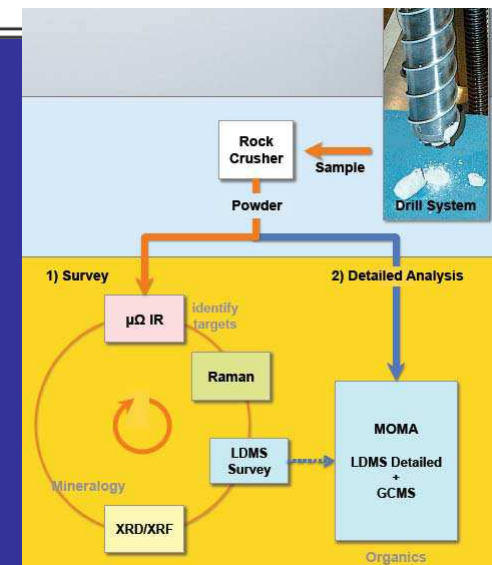 Rock
Crusher
Sample
Drill System
Powder
1) Survey
2) Detailed Analysis
μΩ IR
identify
targets
Raman
LDMS
Survey
MOMA
LDMS Detailed
+
GCMS
Mineralogy
XRD/XRF
Organics